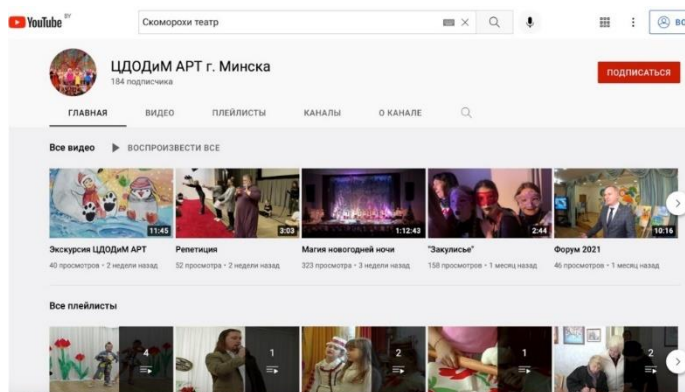 YouTube BY
Скоморохи театр
ВО
ЦДОДиМ АРТ г. Минска
184 подписчика
ПОДПИСАТЬСЯ
ГЛАВНАЯ ВИДЕО ПЛЕЙЛИСТЫ КАНАЛЫ О КАНАЛЕ
Все видео ВОСПРОИЗВЕСТИ ВСЕ
11:45 3:03 1:12:43 2:44 10:16
Экскурсия ЦДОДиМ АРТ Репетиция Магия новогодней ночи "Закулисье" Форум 2021
40 просмотров • 2 недели назад 52 просмотра • 2 недели назад 323 просмотра • 3 недели назад 158 просмотров • 1 месяц назад 46 просмотров • 1 месяц назад
Все плейлисты
4 1 2 1 2